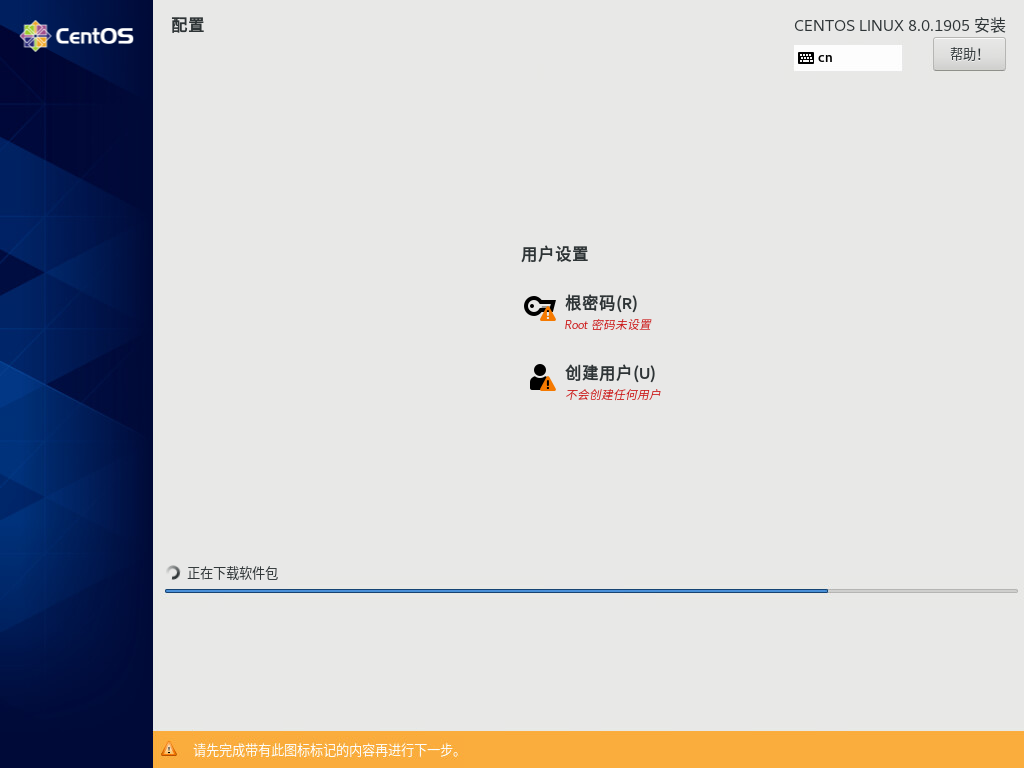 CentOS
配置
CENTOS LINUX 8.0.1905 安装
cn
帮助!
用户设置
根密码(R)
Root 密码未设置
创建用户(U)
不会创建任何用户
正在下载软件包
请先完成带有此图标标记的内容再进行下一步。